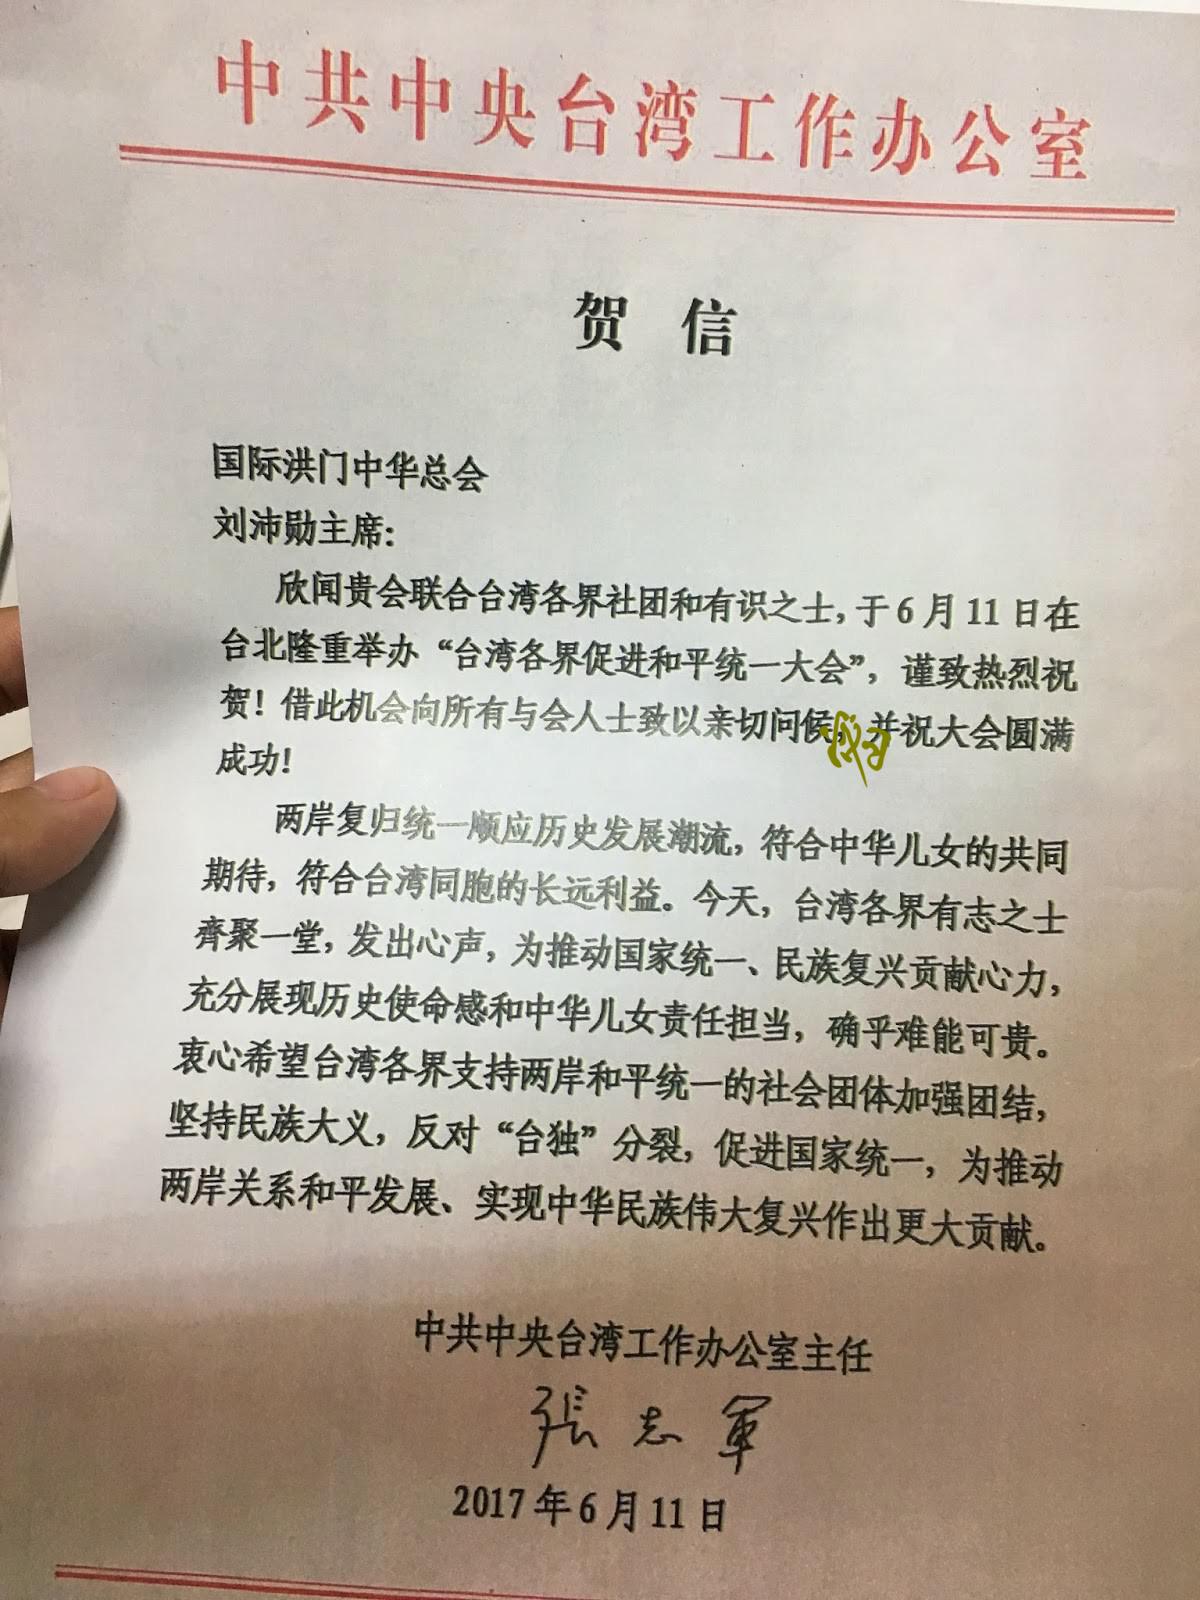 中共中央台湾工作办公室
贺 信
国际洪门中华总会
刘沛勋主席：
欣闻贵会联合台湾各界社团和有识之士，于6月11日在
台北隆重举办“台湾各界促进和平统一大会”，谨致热烈祝
贺！借此机会向所有与会人士致以亲切问候，并祝大会圆满
成功！
两岸复归统一顺应历史发展潮流，符合中华儿女的共同
期待，符合台湾同胞的长远利益。今天，台湾各界有志之士
齐聚一堂，发出心声，为推动国家统一、民族复兴贡献心力，
充分展现历史使命感和中华儿女责任担当，确乎难能可贵。
衷心希望台湾各界支持两岸和平统一的社会团体加强团结，
坚持民族大义，反对“台独”分裂，促进国家统一，为推动
两岸关系和平发展、实现中华民族伟大复兴作出更大贡献。
中共中央台湾工作办公室主任
張志軍
2017年6月11日